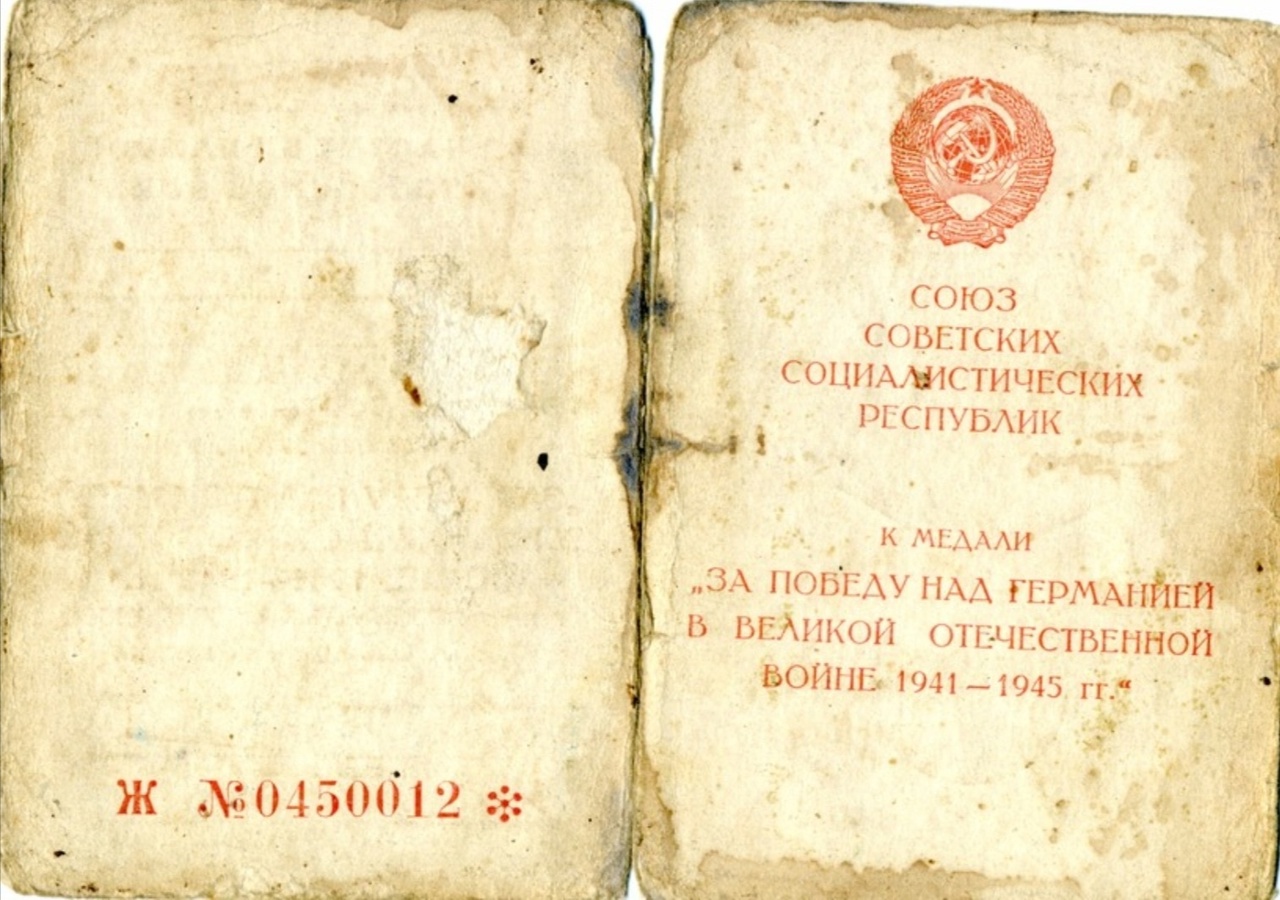 Ж №0450012
СОЮЗ
СОВЕТСКИХ
СОЦИАЛИСТИЧЕСКИХ
РЕСПУБЛИК
К МЕДАЛИ
„ЗА ПОБЕДУ НАД ГЕРМАНИЕЙ
В ВЕЛИКОЙ ОТЕЧЕСТВЕННОЙ
ВОЙНЕ 1941—1945 гг.“